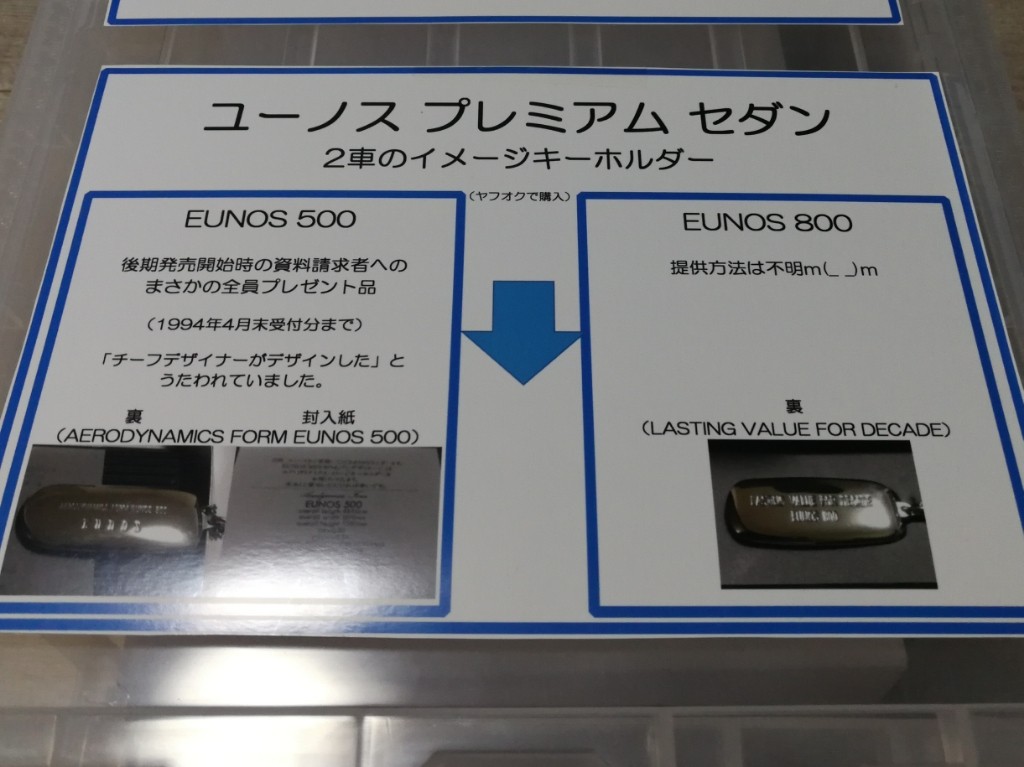 ユーノス プレミアム セダン
2車のイメージキーホルダー
（ヤフオクで購入）
EUNOS 500
後期発売開始時の資料請求者への
まさかの全員プレゼント品
（1994年4月末受付分まで）
「チーフデザイナーがデザインした」と
うたわれていました。
裏 封入紙
（AERODYNAMICS FORM EUNOS 500）
EUNOS 500
EUNOS 800
提供方法は不明m(_ _)m
裏
（LASTING VALUE FOR DECADE）
LASTING VALUE FOR DECADE
EUNOS 800